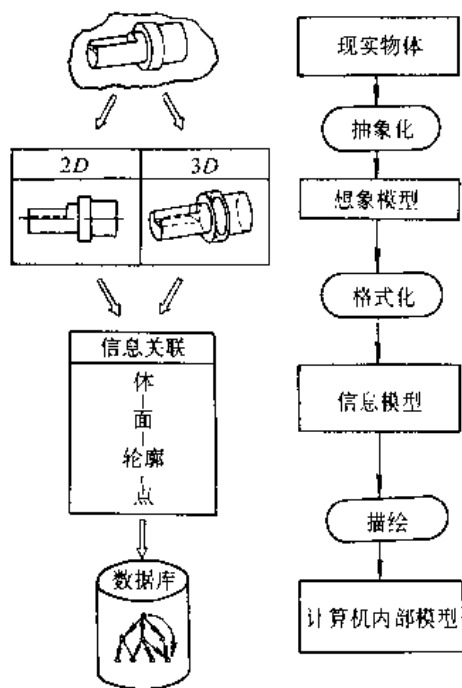 现实物体
抽象化
2D 3D
想象模型
格式化
信息关联
体
面
轮廓
点
信息模型
描绘
数据库
计算机内部模型